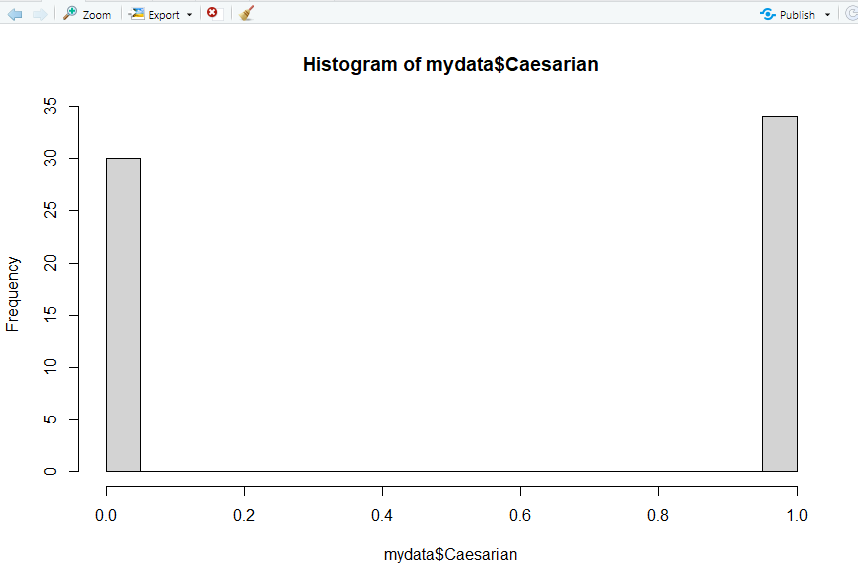 Zoom Export Publish
Histogram of mydata$Caesarian
Frequency
35
30
25
20
15
10
5
0
0.0 0.2 0.4 0.6 0.8 1.0
mydata$Caesarian